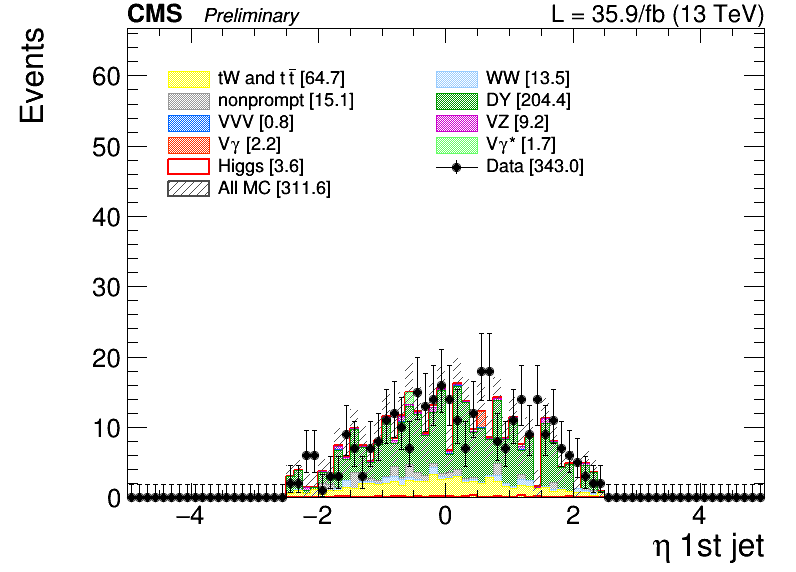 CMS Preliminary L = 35.9/fb (13 TeV)
Events
60
50
40
30
20
10
0
tW and t t̄ [64.7] WW [13.5]
nonprompt [15.1] DY [204.4]
VVV [0.8] VZ [9.2]
Vγ [2.2] Vγ* [1.7]
Higgs [3.6] Data [343.0]
All MC [311.6]
−4 −2 0 2 4
η 1st jet